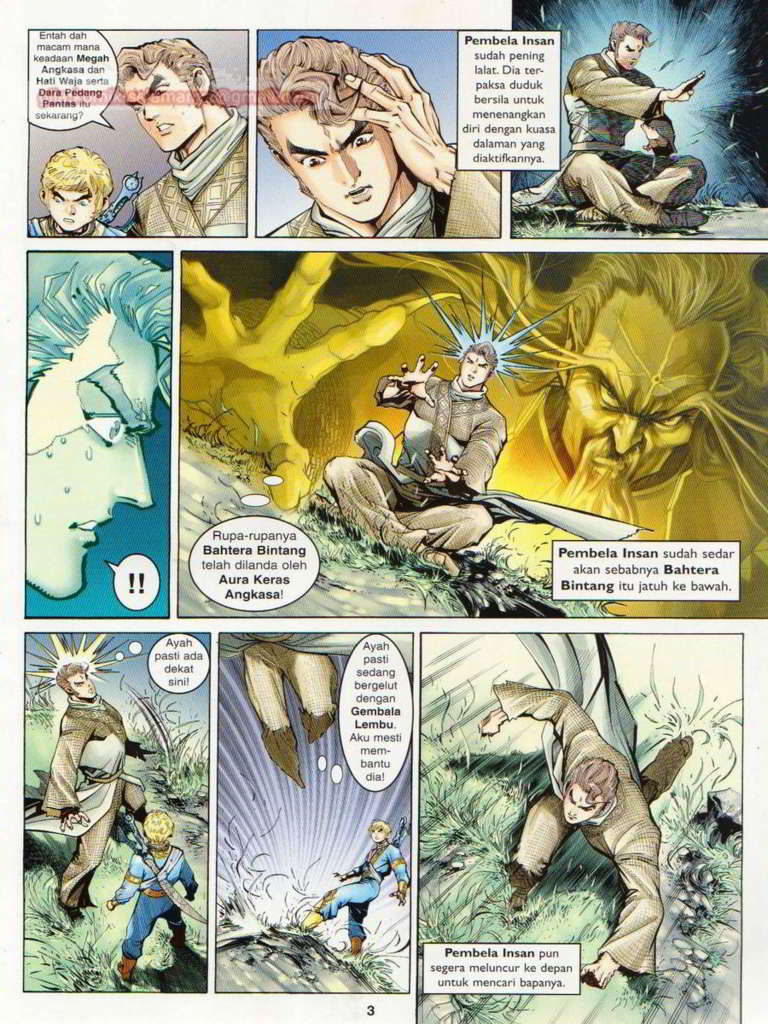 Entah dah
macam mana
keadaan Megah
Angkasa dan
Hati Waja serta
Dara Pedang
Pantas itu
sekarang?
Pembela Insan
sudah pening
lalat. Dia ter-
paksa duduk
bersila untuk
menenangkan
diri dengan kuasa
dalaman yang
diaktifkannya.
!!
Rupa-rupanya
Bahtera Bintang
telah dilanda oleh
Aura Keras
Angkasa!
Pembela Insan sudah sedar
akan sebabnya Bahtera
Bintang itu jatuh ke bawah.
Ayah
pasti ada
dekat
sini!
Ayah
pasti
sedang
bergelut
dengan
Gembala
Lembu.
Aku mesti
mem-
bantu
dia!
Pembela Insan pun
segera meluncur ke depan
untuk mencari bapanya.
3